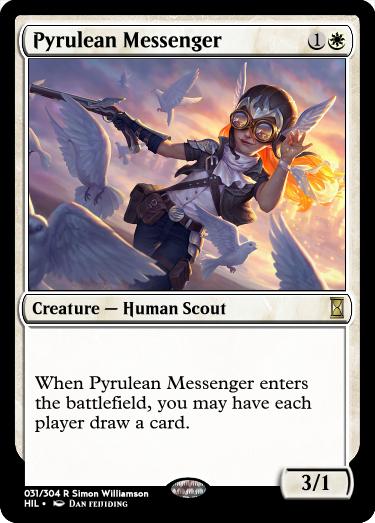 Pyrulean Messenger 1
Creature — Human Scout
When Pyrulean Messenger enters
the battlefield, you may have each
player draw a card.
3/1
031/304 R Simon Williamson
HIL • Dan feijiding